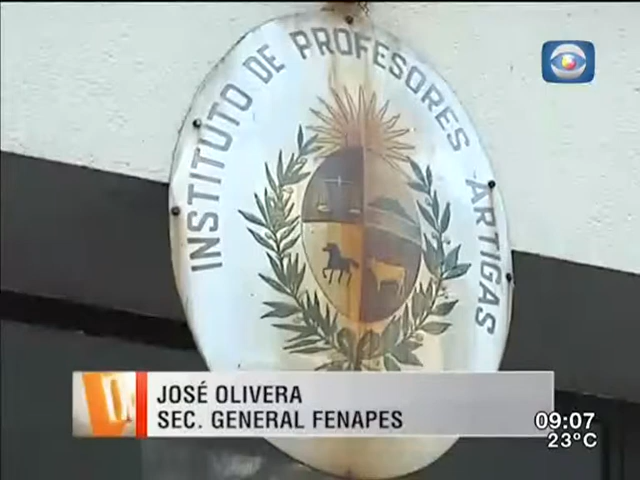 INSTITUTO DE PROFESORES ARTIGAS
JOSÉ OLIVERA
SEC. GENERAL FENAPES
09:07
23°C